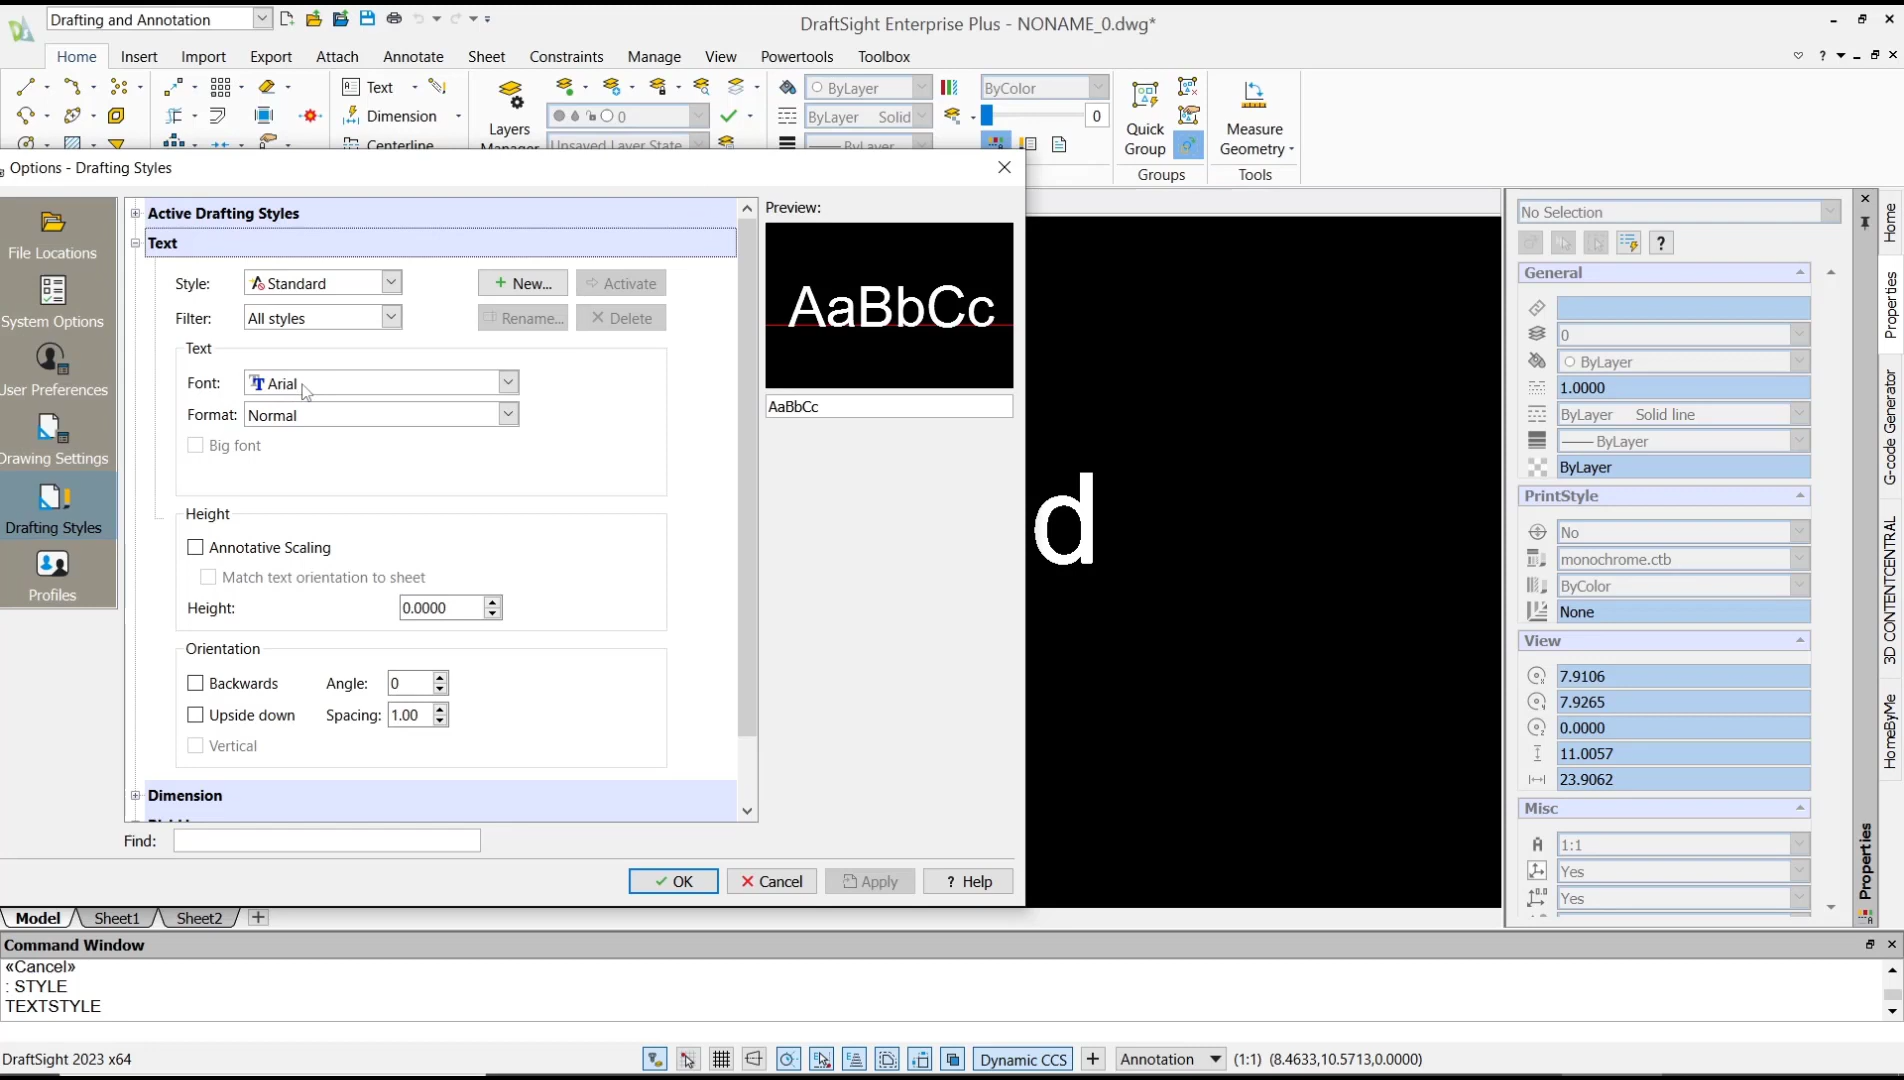 Drafting and Annotation
DraftSight Enterprise Plus - NONAME_0.dwg*
Home Insert Import Export Attach Annotate Sheet Constraints Manage View Powertools Toolbox
?
Text
Dimension
Centerline
Layers
Manager
0
Unsaved Layer State
ByLayer
ByLayer Solid
ByLayer
ByColor
0
Quick
Group
Groups
Measure
Geometry
Tools
Options - Drafting Styles
File Locations
System Options
User Preferences
Drawing Settings
Drafting Styles
Profiles
Active Drafting Styles
Text
Style: Standard New... Activate
Filter: All styles Rename... Delete
Text
Font: Arial
Format: Normal
Big font
Height
Annotative Scaling
Match text orientation to sheet
Height: 0.0000
Orientation
Backwards Angle: 0
Upside down Spacing: 1.00
Vertical
Dimension
Find:
OK Cancel Apply ? Help
Preview:
AaBbCc
AaBbCc
d
No Selection
?
General
0
ByLayer
1.0000
ByLayer Solid line
ByLayer
ByLayer
PrintStyle
No
monochrome.ctb
ByColor
None
View
7.9106
7.9265
0.0000
11.0057
23.9062
Misc
1:1
Yes
Yes
Properties
Home
Properties
G-code Generator
3D CONTENTCENTRAL
HomeByMe
Model Sheet1 Sheet2 +
Command Window
«Cancel»
: STYLE
TEXTSTYLE
DraftSight 2023 x64
Dynamic CCS + Annotation (1:1) (8.4633,10.5713,0.0000)